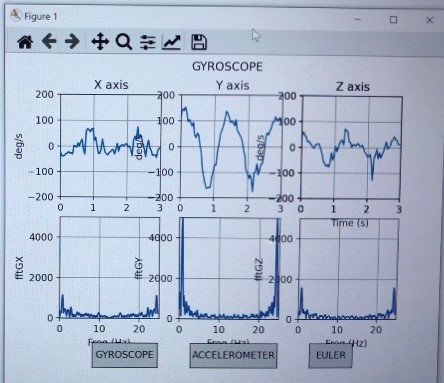 Figure 1
GYROSCOPE
X axis
Y axis
Z axis
200
100
0
−100
−200
deg/s
0 1 2 3
200
100
0
−100
−200
deg/s
0 1 2 3
200
100
0
−100
−200
deg/s
0 1 2 3
Time (s)
4000
2000
0
fftGX
0 10 20
Freq (Hz)
4000
2000
0
fftGY
0 10 20
Freq (Hz)
4000
2000
0
fftGZ
0 10 20
Freq (Hz)
GYROSCOPE
ACCELEROMETER
EULER